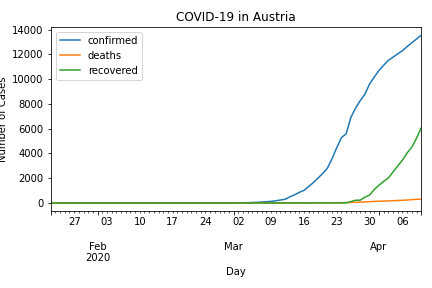 COVID-19 in Austria
confirmed
deaths
recovered
14000
12000
10000
8000
6000
4000
2000
0
Number of Cases
27 03 10 17 24 02 09 16 23 30 06
Feb Mar Apr
2020
Day